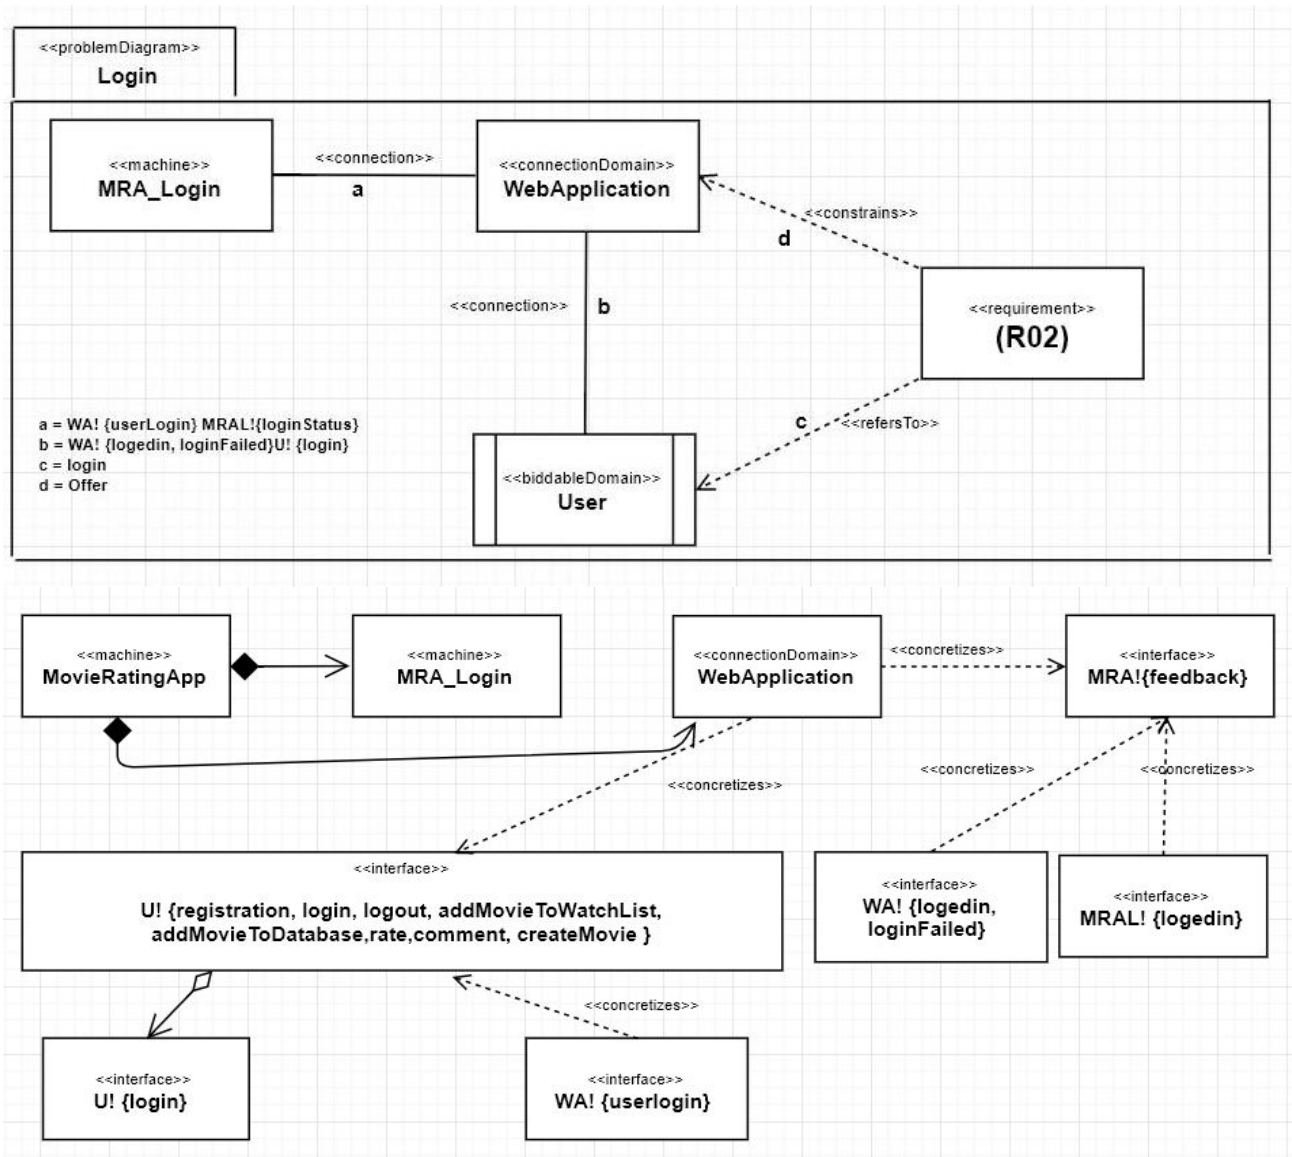 <<problemDiagram>>
Login
<<machine>>
MRA_Login
<<connection>>
a
<<connectionDomain>>
WebApplication
<<constrains>>
d
<<connection>>
b
<<requirement>>
(R02)
a = WA! {userLogin} MRAL!{loginStatus}
b = WA! {logedin, loginFailed}U! {login}
c = login
d = Offer
c
<<refersTo>>
<<biddableDomain>>
User
<<machine>>
MovieRatingApp
<<machine>>
MRA_Login
<<connectionDomain>>
WebApplication
<<concretizes>>
<<interface>>
MRA!{feedback}
<<concretizes>>
<<concretizes>>
<<concretizes>>
<<interface>>
U! {registration, login, logout, addMovieToWatchList,
addMovieToDatabase,rate,comment, createMovie }
<<interface>>
WA! {logedin,
loginFailed}
<<interface>>
MRAL! {logedin}
<<concretizes>>
<<interface>>
U! {login}
<<interface>>
WA! {userlogin}